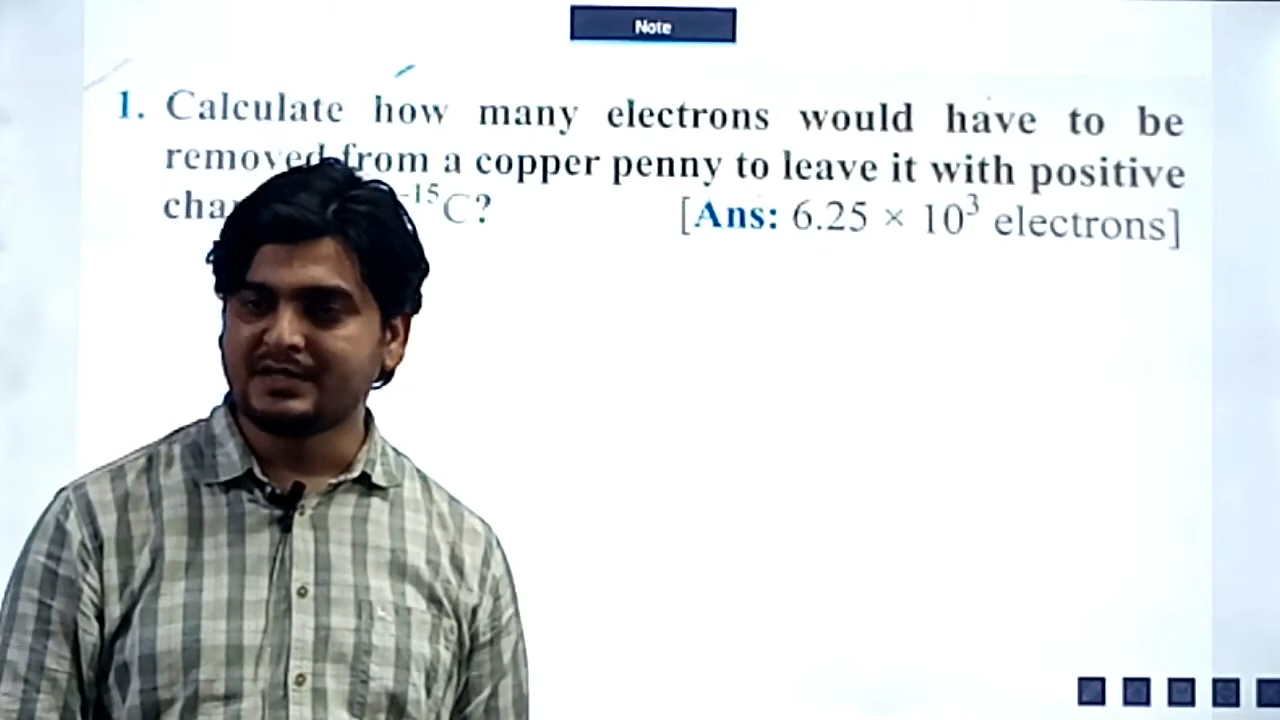 Note
1. Calculate how many electrons would have to be
removed from a copper penny to leave it with positive
⁻¹⁵C? [Ans: 6.25 × 10³ electrons]